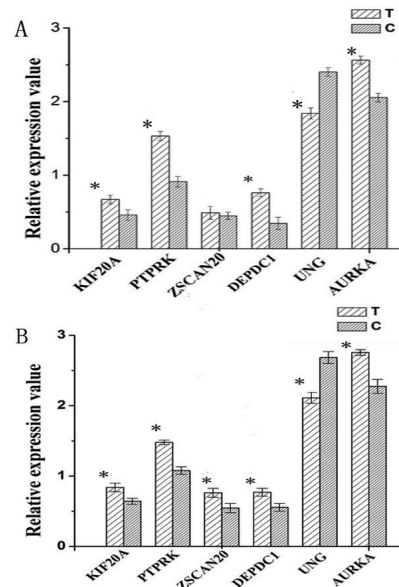 A
T
C
Relative expression value
3
2
1
0
*
*
*
*
*
KIF20A
PTPRK
ZSCAN20
DEPDC1
UNG
AURKA
B
T
C
Relative expression value
3
2
1
0
*
*
*
*
*
*
KIF20A
PTPRK
ZSCAN20
DEPDC1
UNG
AURKA